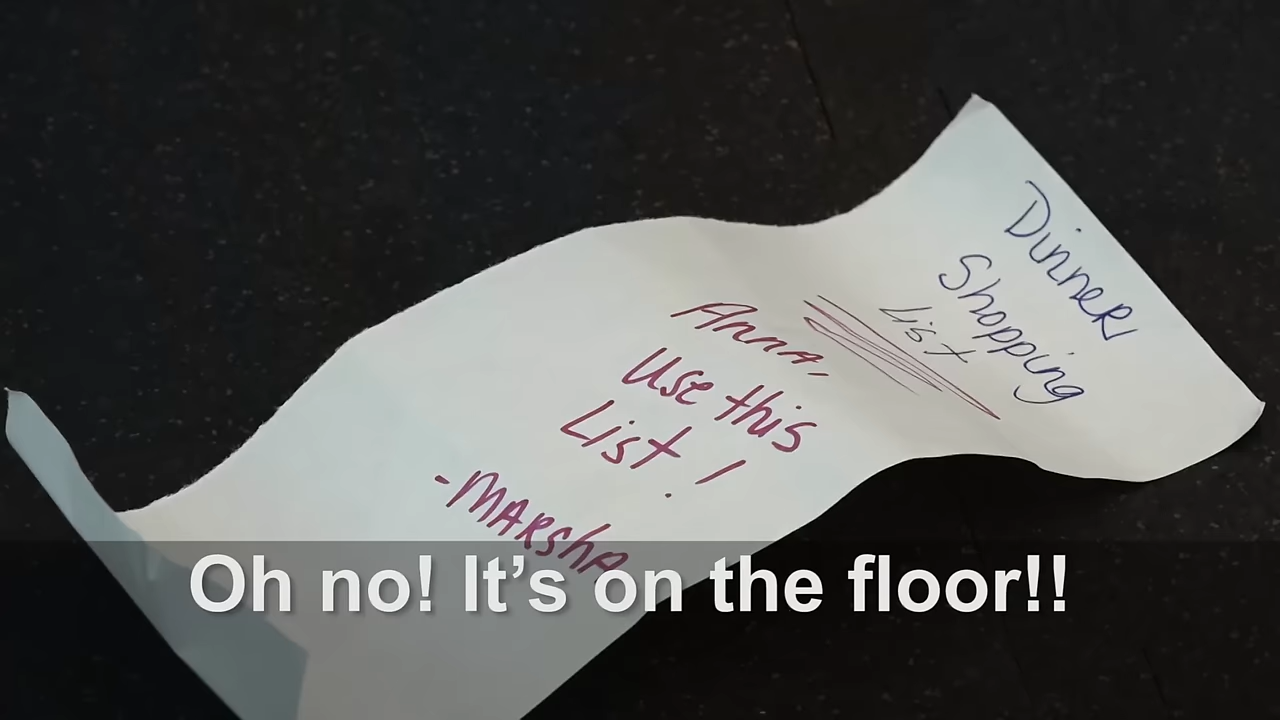 Dinner
Shopping
List
Anna,
Use this
List!
-Marsha
Oh no! It’s on the floor!!